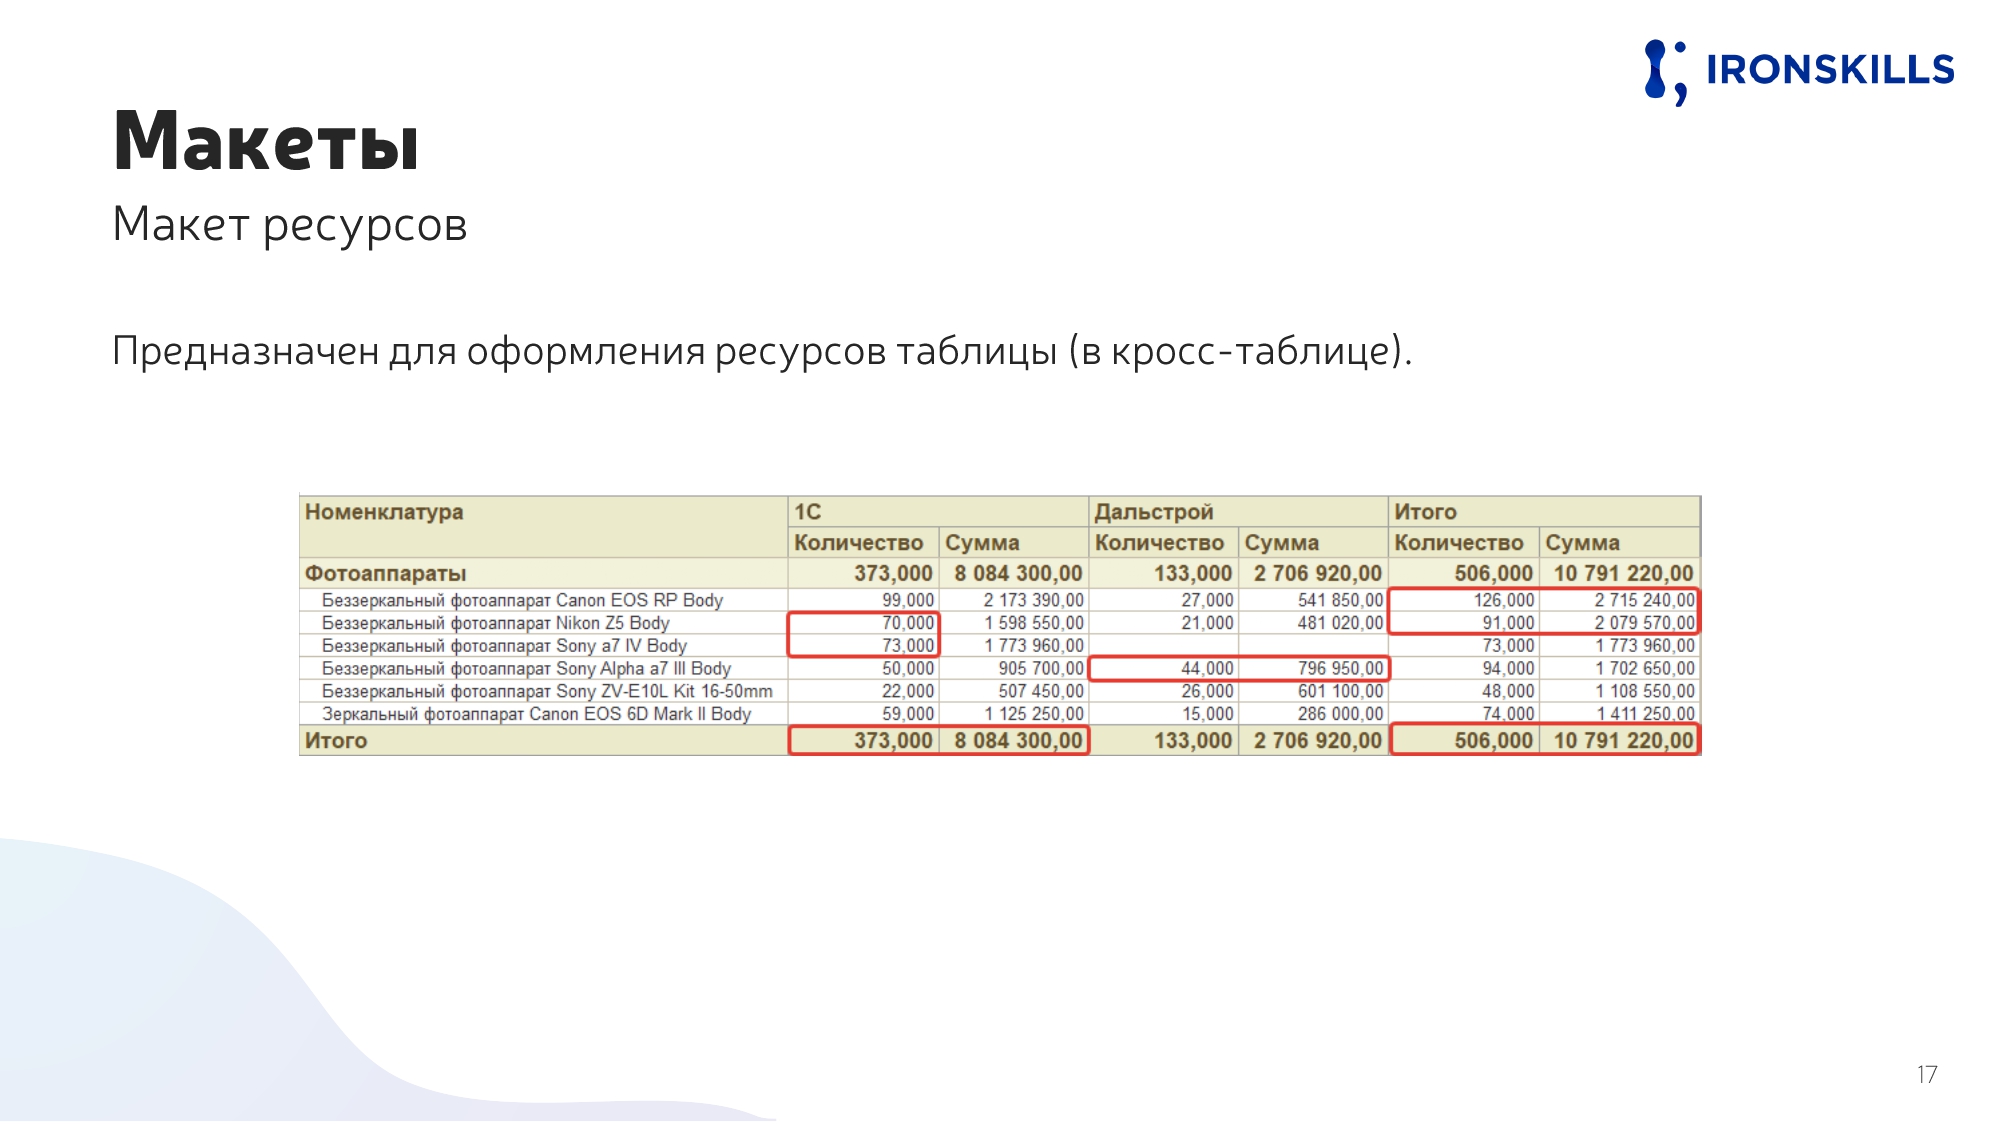 IRONSKILLS
Макеты
Макет ресурсов
Предназначен для оформления ресурсов таблицы (в кросс-таблице).
Номенклатура 1С Дальстрой Итого
Количество Сумма Количество Сумма Количество Сумма
Фотоаппараты 373,000 8 084 300,00 133,000 2 706 920,00 506,000 10 791 220,00
Беззеркальный фотоаппарат Canon EOS RP Body 99,000 2 173 390,00 27,000 541 850,00 126,000 2 715 240,00
Беззеркальный фотоаппарат Nikon Z5 Body 70,000 1 598 550,00 21,000 481 020,00 91,000 2 079 570,00
Беззеркальный фотоаппарат Sony a7 IV Body 73,000 1 773 960,00 73,000 1 773 960,00
Беззеркальный фотоаппарат Sony Alpha a7 III Body 50,000 905 700,00 44,000 796 950,00 94,000 1 702 650,00
Беззеркальный фотоаппарат Sony ZV-E10L Kit 16-50mm 22,000 507 450,00 26,000 601 100,00 48,000 1 108 550,00
Зеркальный фотоаппарат Canon EOS 6D Mark II Body 59,000 1 125 250,00 15,000 286 000,00 74,000 1 411 250,00
Итого 373,000 8 084 300,00 133,000 2 706 920,00 506,000 10 791 220,00
17